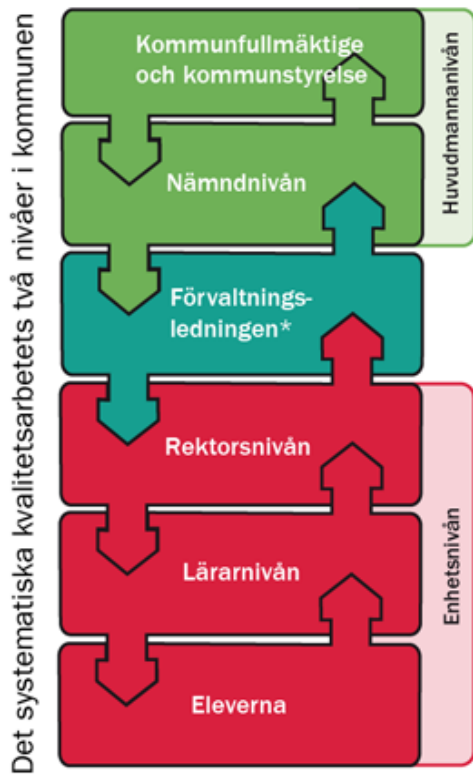 Det systematiska kvalitetsarbetets två nivåer i kommunen
Kommunfullmäktige
och kommunstyrelse
Nämndnivån
Huvudmannanivån
Förvaltnings-
ledningen*
Rektorsnivån
Lärarnivån
Eleverna
Enhetsnivån